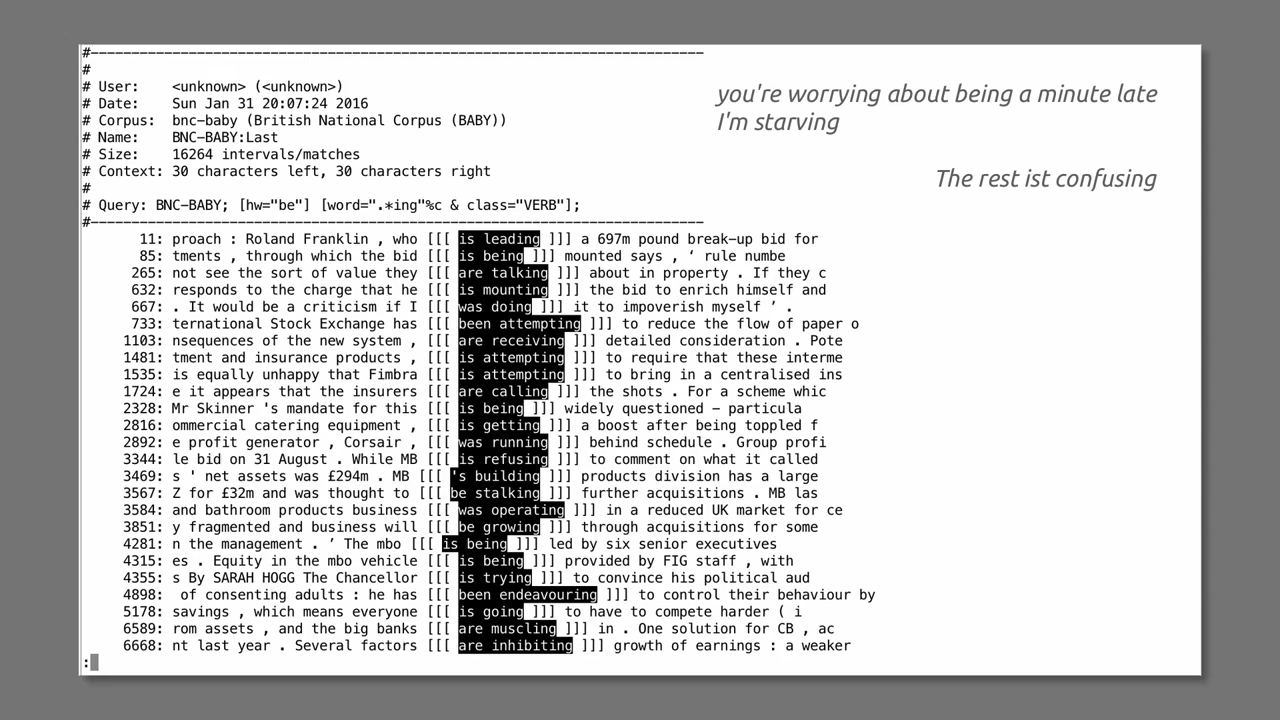 #---------------------------------------------------------------------------
#
# User:    <unknown> (<unknown>)
# Date:    Sun Jan 31 20:07:24 2016
# Corpus:  bnc-baby (British National Corpus (BABY))
# Name:    BNC-BABY:Last
# Size:    16264 intervals/matches
# Context: 30 characters left, 30 characters right
#
# Query: BNC-BABY; [hw="be"] [word=".*ing"%c & class="VERB"];
#---------------------------------------------------------------------------
you're worrying about being a minute late
I'm starving
The rest ist confusing
11: proach : Roland Franklin , who [[[ is leading ]]] a 697m pound break-up bid for
85: tments , through which the bid [[[ is being ]]] mounted says , ‘ rule numbe
265: not see the sort of value they [[[ are talking ]]] about in property . If they c
632: responds to the charge that he [[[ is mounting ]]] the bid to enrich himself and
667: . It would be a criticism if I [[[ was doing ]]] it to impoverish myself ’ .
733: ternational Stock Exchange has [[[ been attempting ]]] to reduce the flow of paper o
1103: nsequences of the new system , [[[ are receiving ]]] detailed consideration . Pote
1481: tment and insurance products , [[[ is attempting ]]] to require that these interme
1535: is equally unhappy that Fimbra [[[ is attempting ]]] to bring in a centralised ins
1724: e it appears that the insurers [[[ are calling ]]] the shots . For a scheme whic
2328: Mr Skinner 's mandate for this [[[ is being ]]] widely questioned – particula
2816: ommercial catering equipment , [[[ is getting ]]] a boost after being toppled f
2892: e profit generator , Corsair , [[[ was running ]]] behind schedule . Group profi
3344: le bid on 31 August . While MB [[[ is refusing ]]] to comment on what it called
3469: s ' net assets was £294m . MB [[[ 's building ]]] products division has a large
3567: Z for £32m and was thought to [[[ be stalking ]]] further acquisitions . MB las
3584: and bathroom products business [[[ was operating ]]] in a reduced UK market for ce
3851: y fragmented and business will [[[ be growing ]]] through acquisitions for some
4281: n the management . ’ The mbo [[[ is being ]]] led by six senior executives
4315: es . Equity in the mbo vehicle [[[ is being ]]] provided by FIG staff , with
4355: s By SARAH HOGG The Chancellor [[[ is trying ]]] to convince his political aud
4898: of consenting adults : he has [[[ been endeavouring ]]] to control their behaviour by
5178: savings , which means everyone [[[ is going ]]] to have to compete harder ( i
6589: rom assets , and the big banks [[[ are muscling ]]] in . One solution for CB , ac
6668: nt last year . Several factors [[[ are inhibiting ]]] growth of earnings : a weaker
: